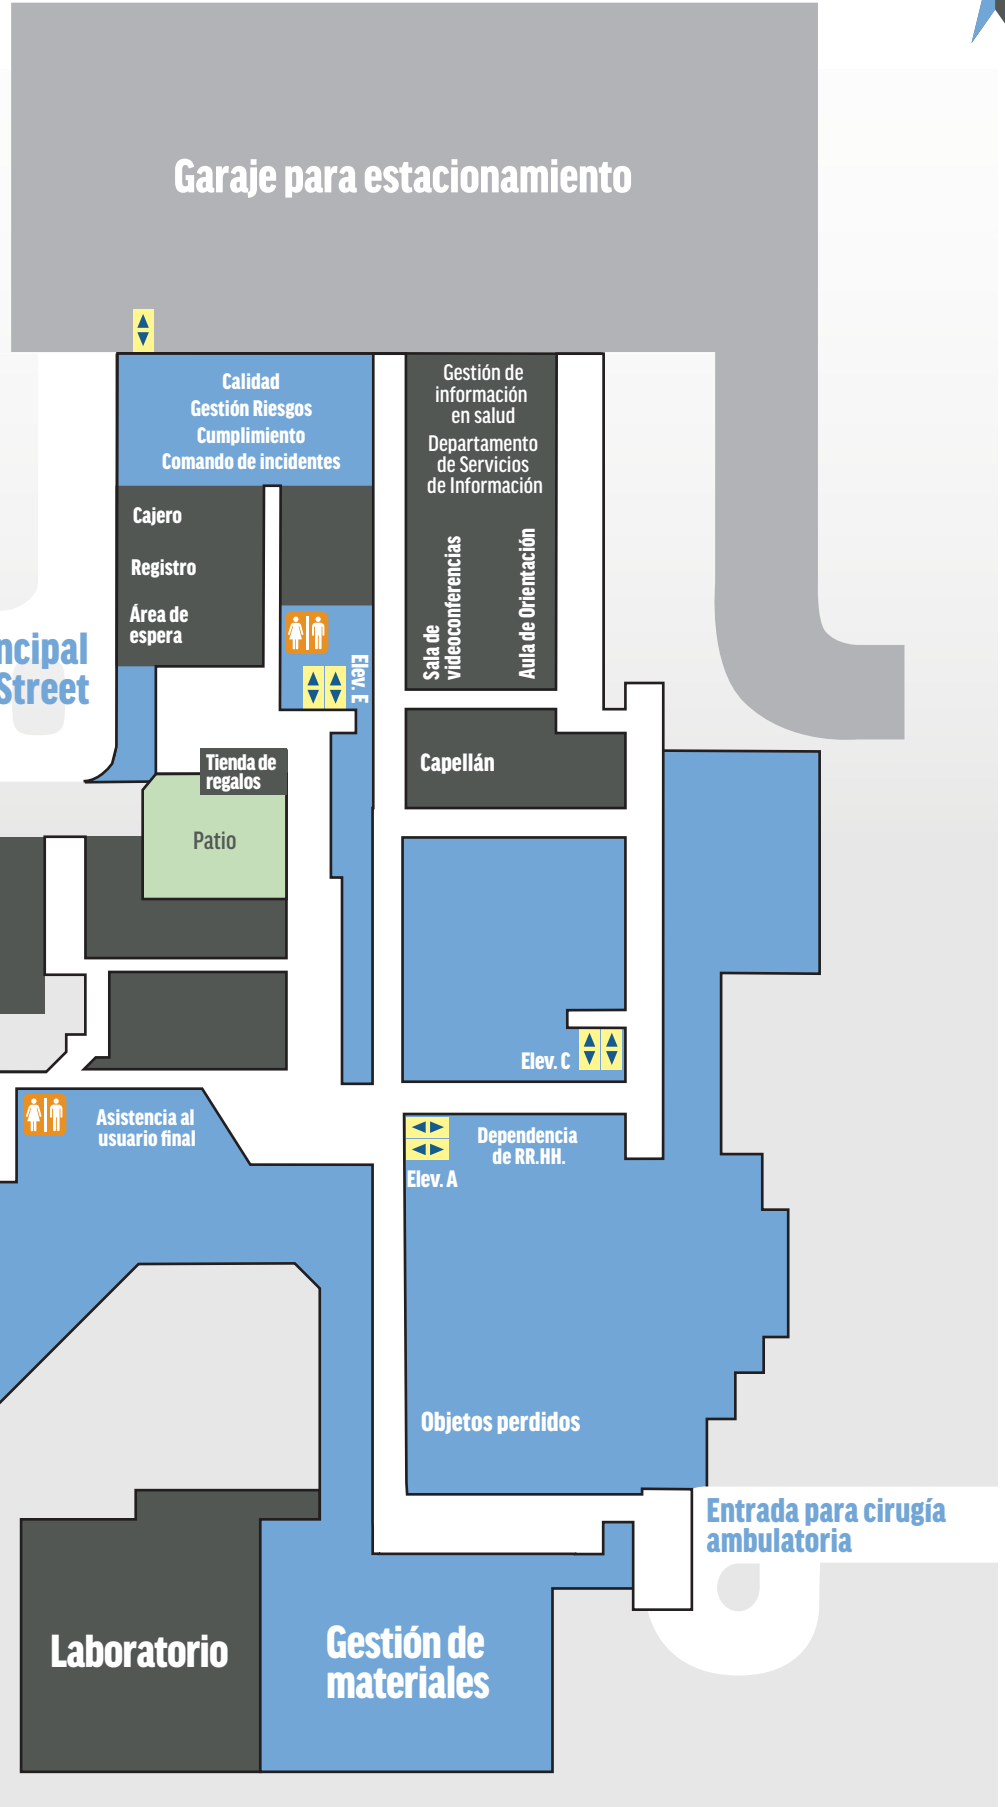 Garaje para estacionamiento
Calidad
Gestión Riesgos
Cumplimiento
Comando de incidentes
Gestión de
información
en salud
Departamento
de Servicios
de Información
Cajero
Registro
Área de
espera
Sala de
videoconferencias
Aula de Orientación
Elev. E
ncipal
Street
Tienda de
regalos
Capellán
Patio
Elev. C
Asistencia al
usuario final
Dependencia
de RR.HH.
Elev. A
Objetos perdidos
Entrada para cirugía
ambulatoria
Laboratorio
Gestión de
materiales